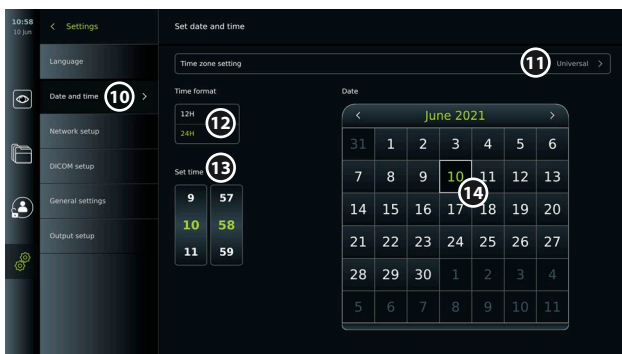 10:58
10 Jun
Settings
Set date and time
Language
Time zone setting
11
Universal
Date and time
10
Time format
12H
24H
12
Date
June 2021
31 1 2 3 4 5 6
7 8 9 10 11 12 13
14 15 16 17 18 19 20
21 22 23 24 25 26 27
28 29 30 1 2 3 4
5 6 7 8 9 10 11
14
Network setup
DICOM setup
General settings
Output setup
Set time
13
9 57
10 58
11 59